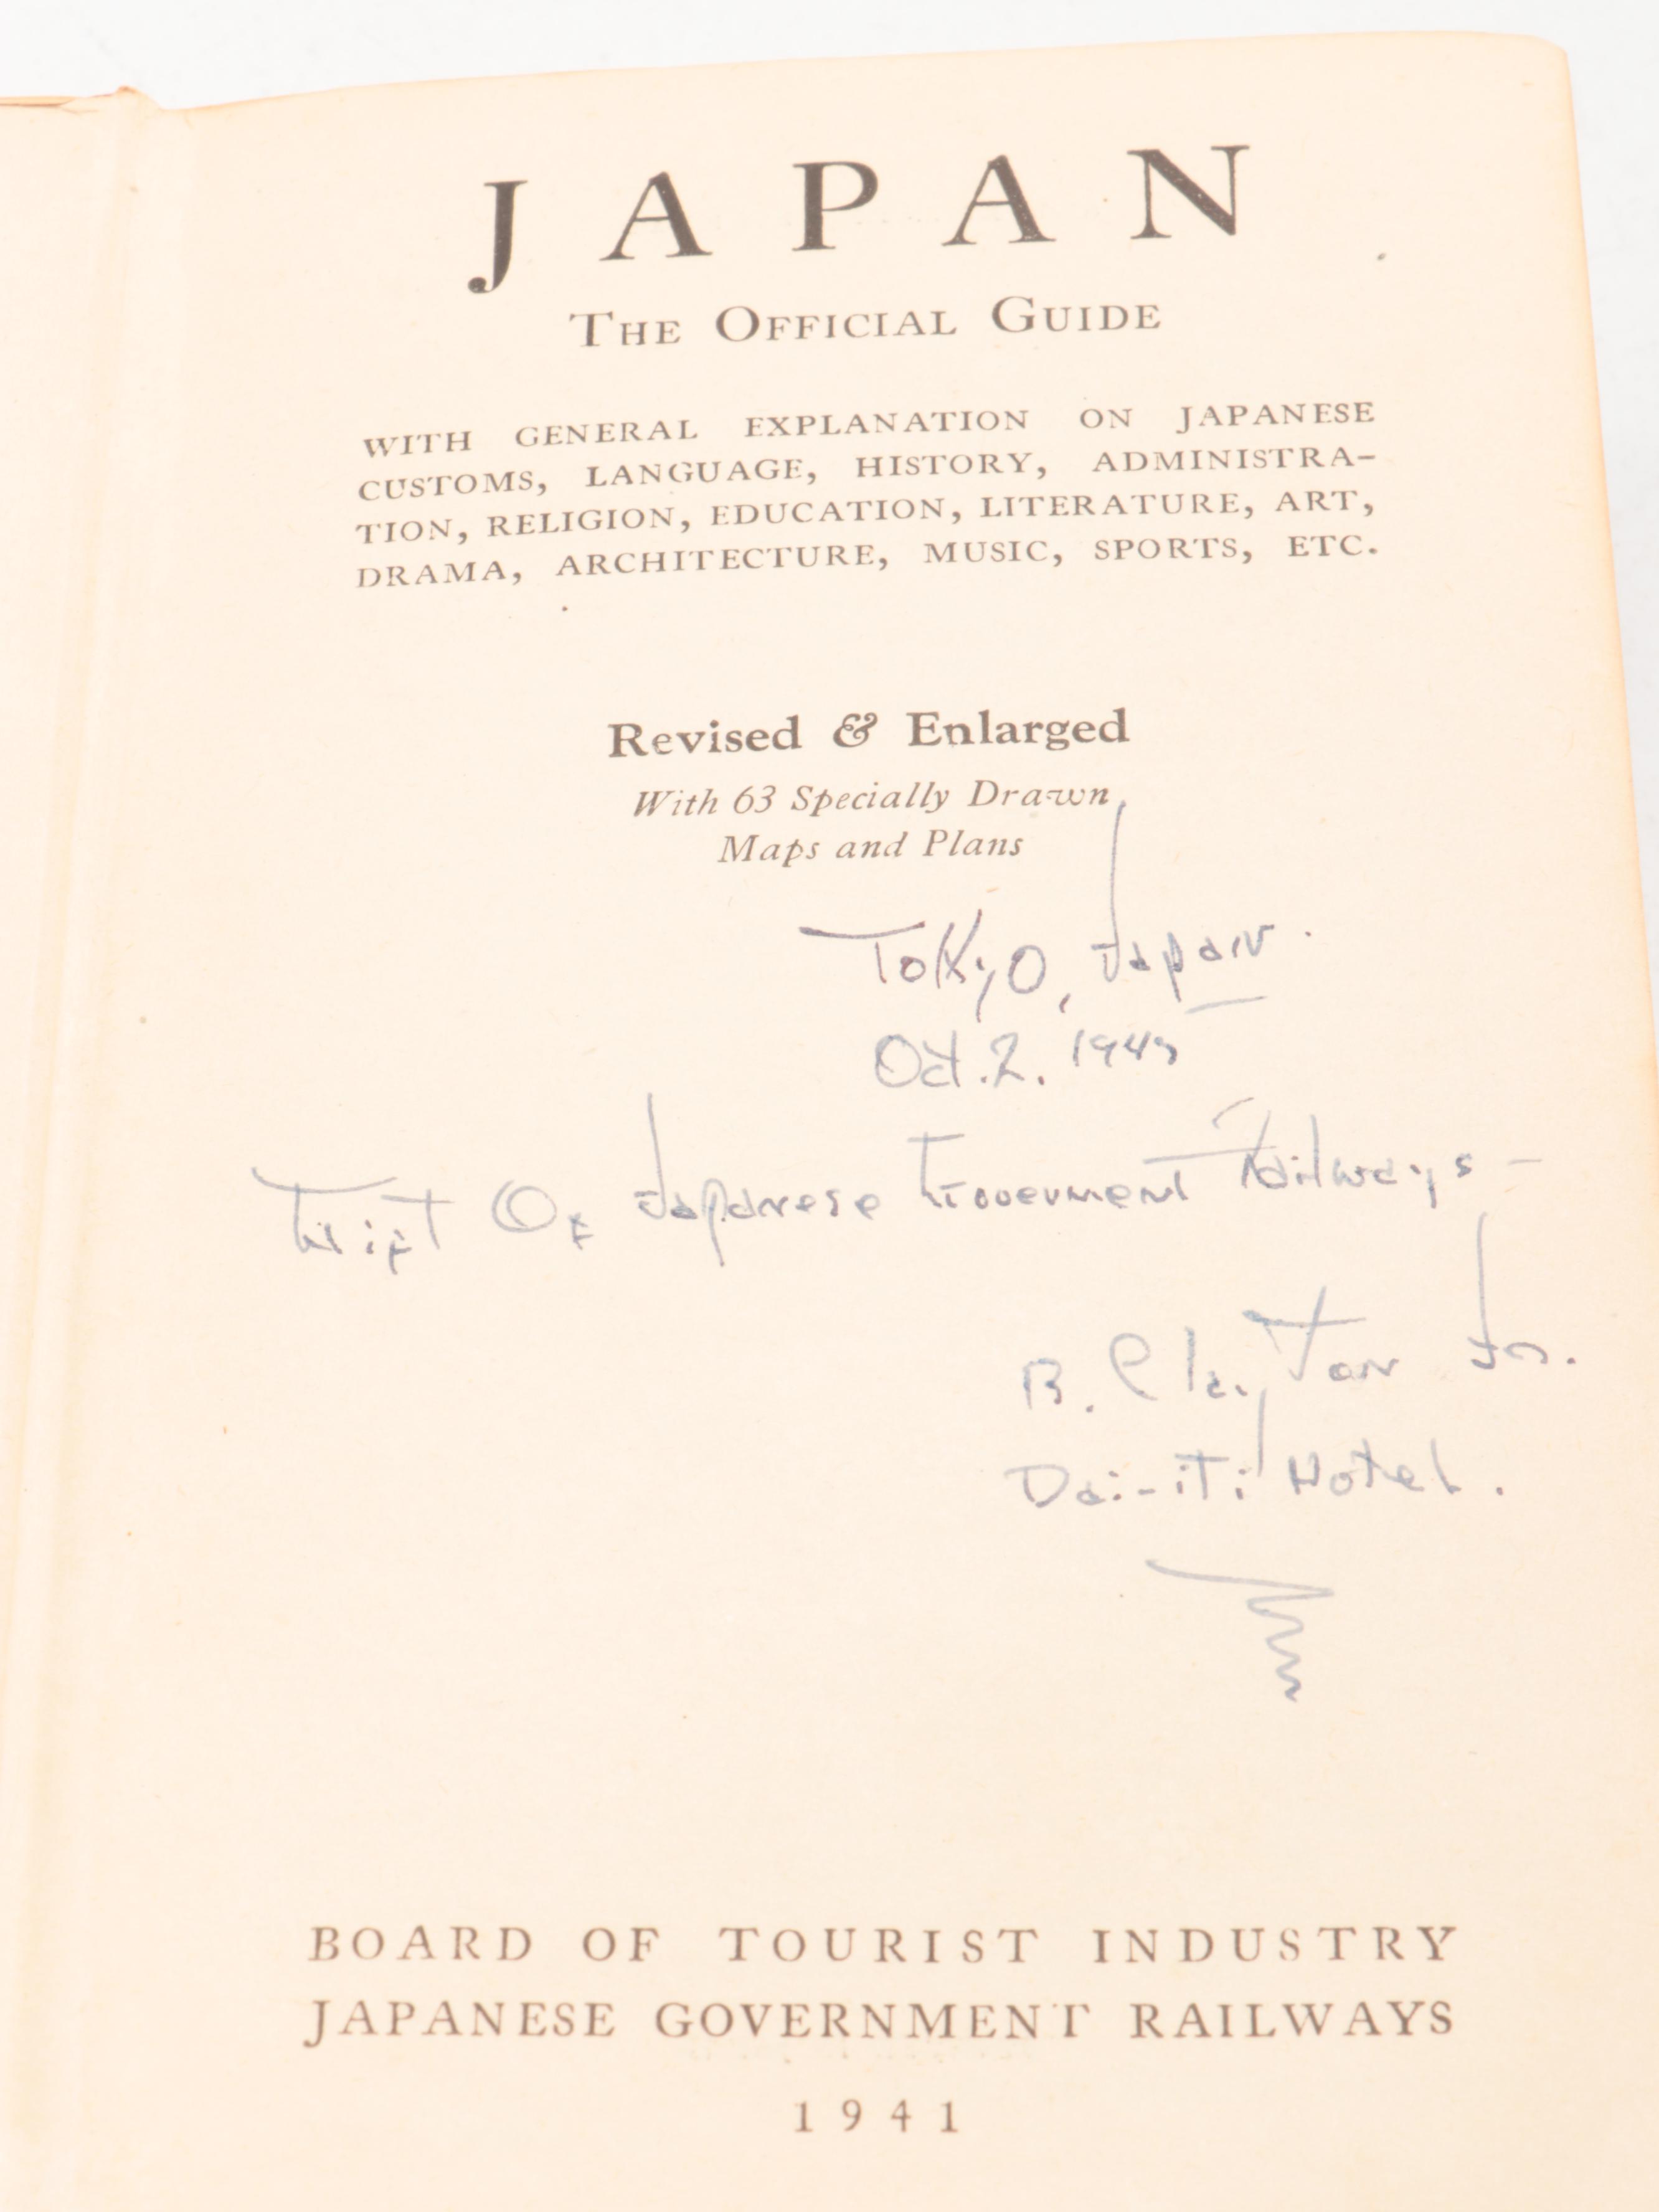 JAPAN
THE OFFICIAL GUIDE
WITH GENERAL EXPLANATION ON JAPANESE
CUSTOMS, LANGUAGE, HISTORY, ADMINISTRA-
TION, RELIGION, EDUCATION, LITERATURE, ART,
DRAMA, ARCHITECTURE, MUSIC, SPORTS, ETC.
Revised & Enlarged
With 63 Specially Drawn
Maps and Plans
Tokyo, Japan.
Oct. 2. 1945
Gift Of Japanese Government Railways –
B. Clayton Jr.
Dai-iti Hotel.
BOARD OF TOURIST INDUSTRY
JAPANESE GOVERNMENT RAILWAYS
1941